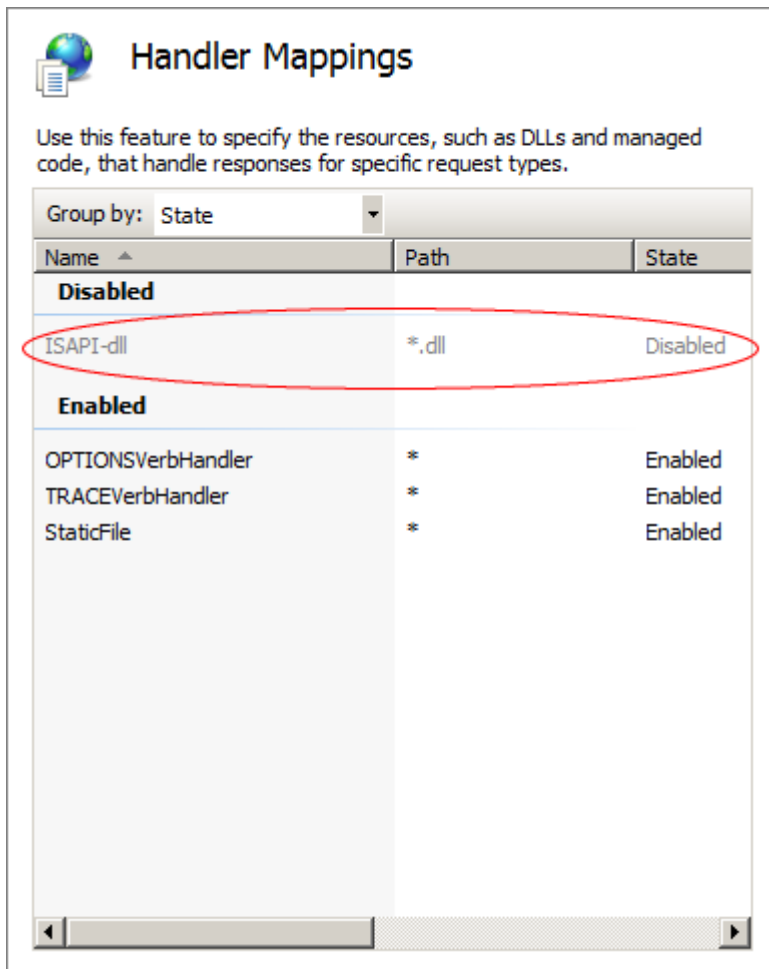 Handler Mappings
Use this feature to specify the resources, such as DLLs and managed
code, that handle responses for specific request types.
Group by: State
Name Path State
Disabled
ISAPI-dll *.dll Disabled
Enabled
OPTIONSVerbHandler * Enabled
TRACEVerbHandler * Enabled
StaticFile * Enabled